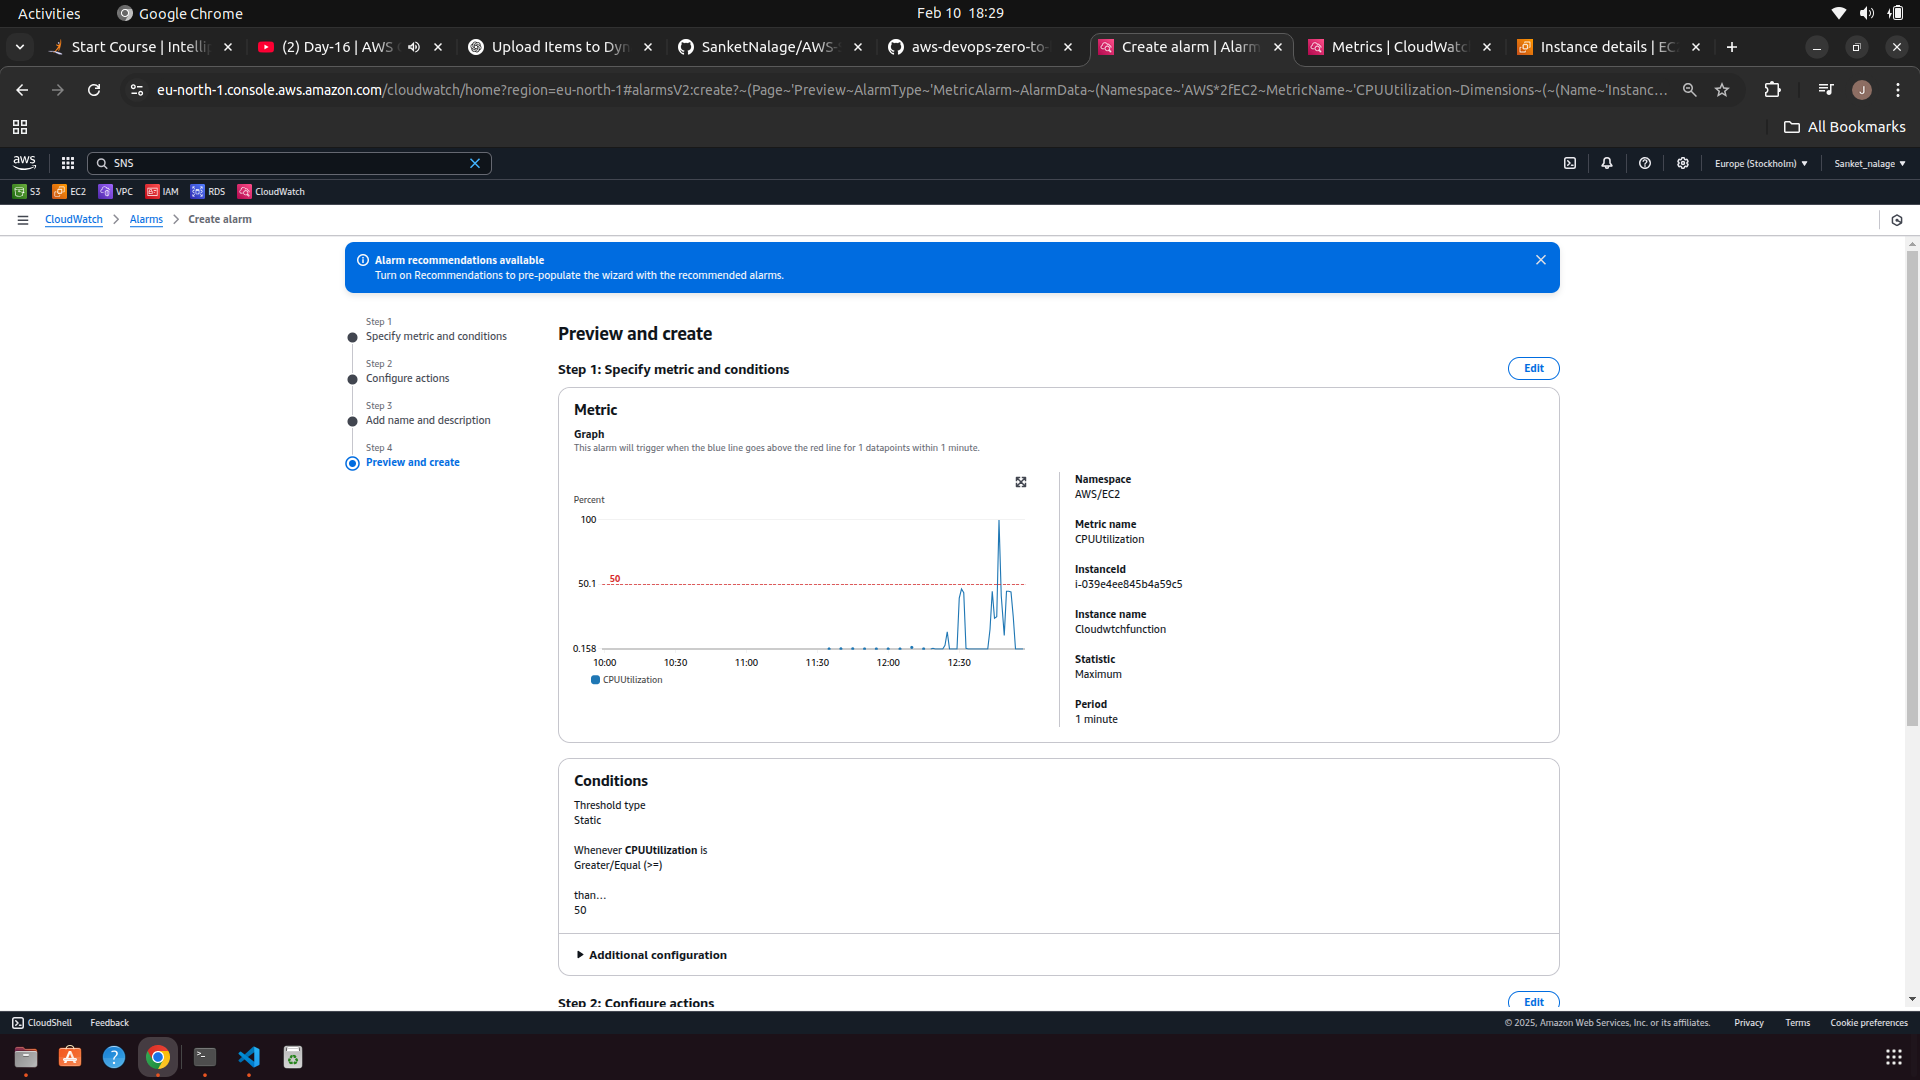 Activities
Google Chrome
Feb 10 18:29
Start Course | Intelli
(2) Day-16 | AWS
Upload Items to Dyn
SanketNalage/AWS-
aws-devops-zero-to-
Create alarm | Alarm
Metrics | CloudWatc
Instance details | EC
eu-north-1.console.aws.amazon.com/cloudwatch/home?region=eu-north-1#alarmsV2:create?~(Page~'Preview~AlarmType~'MetricAlarm~AlarmData~(Namespace~'AWS*2fEC2~MetricName~'CPUUtilization~Dimensions~(~(Name~'Instanc...
J
All Bookmarks
aws
SNS
Europe (Stockholm)
Sanket_nalage
S3
EC2
VPC
IAM
RDS
CloudWatch
CloudWatch
Alarms
Create alarm
Alarm recommendations available
Turn on Recommendations to pre-populate the wizard with the recommended alarms.
Step 1
Specify metric and conditions
Step 2
Configure actions
Step 3
Add name and description
Step 4
Preview and create
Preview and create
Step 1: Specify metric and conditions
Edit
Metric
Graph
This alarm will trigger when the blue line goes above the red line for 1 datapoints within 1 minute.
Percent
100
50.1
50
0.158
10:00 10:30 11:00 11:30 12:00 12:30
CPUUtilization
Namespace
AWS/EC2
Metric name
CPUUtilization
InstanceId
i-039e4ee845b4a59c5
Instance name
Cloudwtchfunction
Statistic
Maximum
Period
1 minute
Conditions
Threshold type
Static
Whenever CPUUtilization is
Greater/Equal (>=)
than...
50
Additional configuration
Step 2: Configure actions
Edit
CloudShell
Feedback
© 2025, Amazon Web Services, Inc. or its affiliates.
Privacy
Terms
Cookie preferences